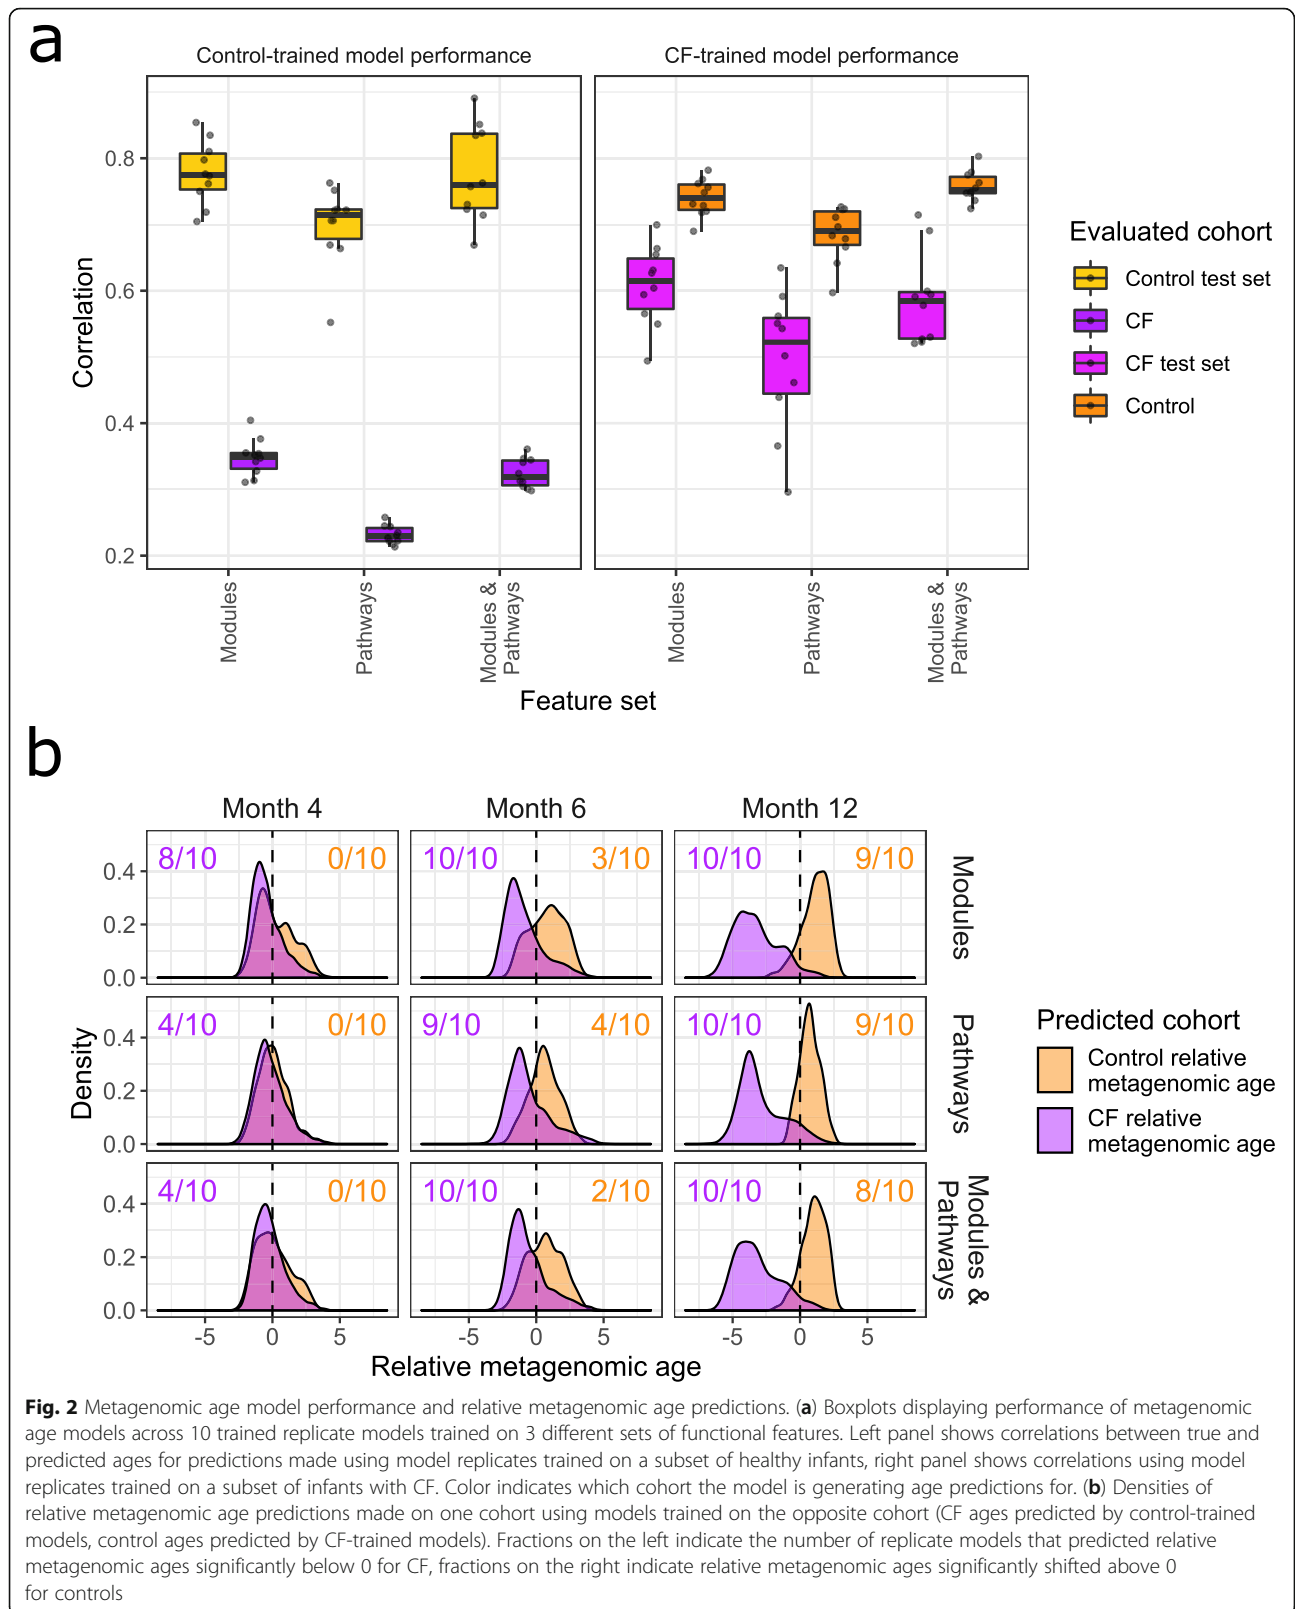 a
Control-trained model performance
CF-trained model performance
0.8
0.6
0.4
0.2
Correlation
Modules
Pathways
Modules &
Pathways
Modules
Pathways
Modules &
Pathways
Feature set
Evaluated cohort
Control test set
CF
CF test set
Control
b
Month 4
Month 6
Month 12
8/10
0/10
10/10
3/10
10/10
9/10
Modules
0.4
0.2
0.0
4/10
0/10
9/10
4/10
10/10
9/10
Pathways
0.4
0.2
0.0
4/10
0/10
10/10
2/10
10/10
8/10
Modules &
Pathways
0.4
0.2
0.0
Density
-5
0
5
-5
0
5
-5
0
5
Relative metagenomic age
Predicted cohort
Control relative
metagenomic age
CF relative
metagenomic age
Fig. 2 Metagenomic age model performance and relative metagenomic age predictions. (a) Boxplots displaying performance of metagenomic
age models across 10 trained replicate models trained on 3 different sets of functional features. Left panel shows correlations between true and
predicted ages for predictions made using model replicates trained on a subset of healthy infants, right panel shows correlations using model
replicates trained on a subset of infants with CF. Color indicates which cohort the model is generating age predictions for. (b) Densities of
relative metagenomic age predictions made on one cohort using models trained on the opposite cohort (CF ages predicted by control-trained
models, control ages predicted by CF-trained models). Fractions on the left indicate the number of replicate models that predicted relative
metagenomic ages significantly below 0 for CF, fractions on the right indicate relative metagenomic ages significantly shifted above 0
for controls